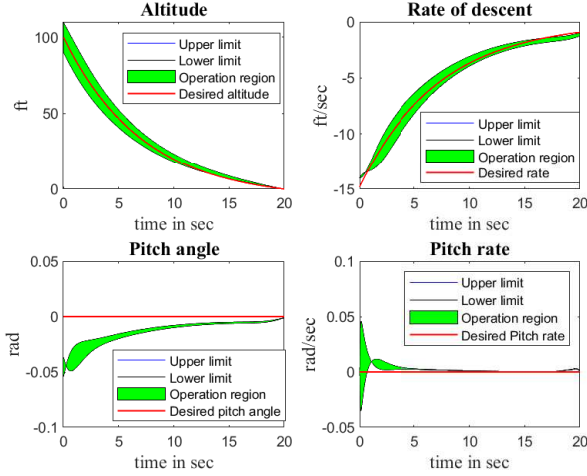 Altitude
100
50
0
ft
Upper limit
Lower limit
Operation region
Desired altitude
0 5 10 15 20
time in sec
Rate of descent
0
-5
-10
-15
ft/sec
Upper limit
Lower limit
Operation region
Desired rate
0 5 10 15 20
time in sec
Pitch angle
0.05
0
-0.05
-0.1
rad
Upper limit
Lower limit
Operation region
Desired pitch angle
0 5 10 15 20
time in sec
Pitch rate
0.1
0.05
0
0.05
rad/sec
Upper limit
Lower limit
Operation region
Desired Pitch rate
0 5 10 15 20
time in sec